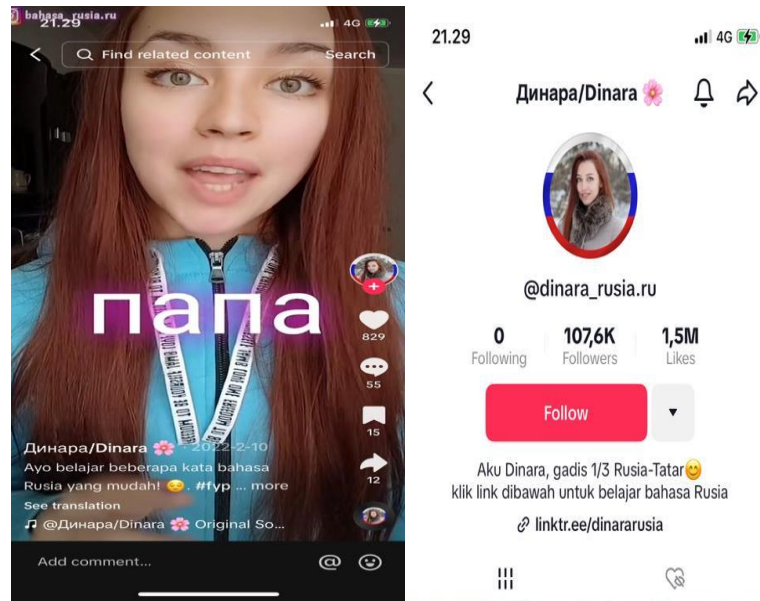 bahasa_rusia.ru
21.29
4G
Find related content
Search
папа
829
55
15
12
Динара/Dinara 🌸 · 2022-2-10
Ayo belajar beberapa kata bahasa
Rusia yang mudah! 😏. #fyp ... more
See translation
@Динара/Dinara 🌸 Original So...
Add comment...
21.29
4G
Динара/Dinara 🌸
@dinara_rusia.ru
0
107,6K
1,5M
Following
Followers
Likes
Follow
Aku Dinara, gadis 1/3 Rusia-Tatar😊
klik link dibawah untuk belajar bahasa Rusia
linktr.ee/dinararusia